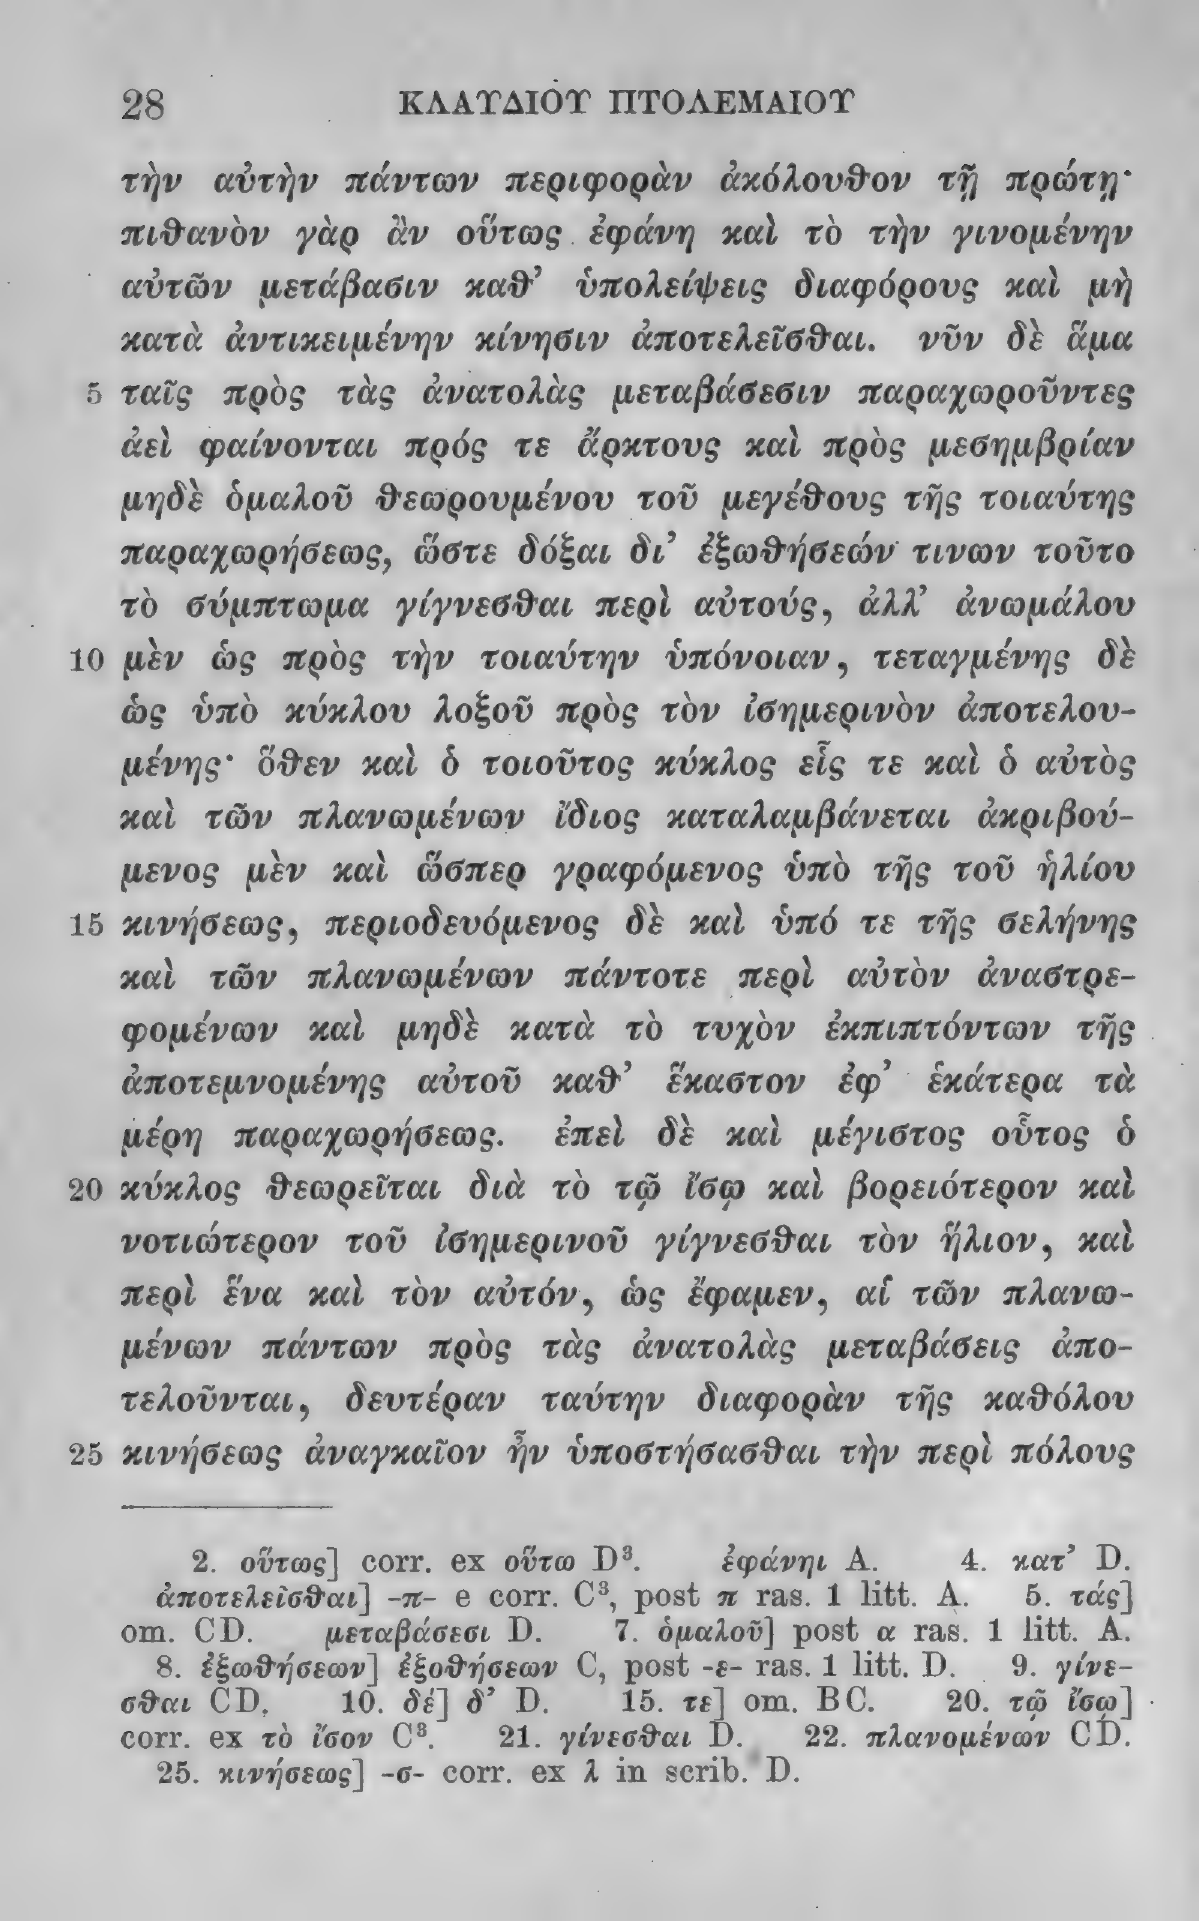 28 ΚΛΑΥΔΙΟΥ ΠΤΟΛΕΜΑΙΟΥ
τὴν αὐτὴν πάντων περιφορὰν ἀκόλουθον τῇ πρώτῃ·
πιθανὸν γὰρ ἂν οὕτως ἐφάνη καὶ τὸ τὴν γινομένην
αὐτῶν μετάβασιν καθ’ ὑπολείψεις διαφόρους καὶ μὴ
κατὰ ἀντικειμένην κίνησιν ἀποτελεῖσθαι. νῦν δὲ ἅμα
5 ταῖς πρὸς τὰς ἀνατολὰς μεταβάσεσιν παραχωροῦντες
ἀεὶ φαίνονται πρός τε ἄρκτους καὶ πρὸς μεσημβρίαν
μηδὲ ὁμαλοῦ θεωρουμένου τοῦ μεγέθους τῆς τοιαύτης
παραχωρήσεως, ὥστε δόξαι δι’ ἐξωθήσεών τινων τοῦτο
τὸ σύμπτωμα γίγνεσθαι περὶ αὐτούς, ἀλλ’ ἀνωμάλου
10 μὲν ὡς πρὸς τὴν τοιαύτην ὑπόνοιαν, τεταγμένης δὲ
ὡς ὑπὸ κύκλου λοξοῦ πρὸς τὸν ἰσημερινὸν ἀποτελου-
μένης· ὅθεν καὶ ὁ τοιοῦτος κύκλος εἷς τε καὶ ὁ αὐτὸς
καὶ τῶν πλανωμένων ἴδιος καταλαμβάνεται ἀκριβού-
μενος μὲν καὶ ὥσπερ γραφόμενος ὑπὸ τῆς τοῦ ἡλίου
15 κινήσεως, περιοδευόμενος δὲ καὶ ὑπό τε τῆς σελήνης
καὶ τῶν πλανωμένων πάντοτε περὶ αὐτὸν ἀναστρε-
φομένων καὶ μηδὲ κατὰ τὸ τυχὸν ἐκπιπτόντων τῆς
ἀποτεμνομένης αὐτοῦ καθ’ ἕκαστον ἐφ’ ἑκάτερα τὰ
μέρη παραχωρήσεως. ἐπεὶ δὲ καὶ μέγιστος οὗτος ὁ
20 κύκλος θεωρεῖται διὰ τὸ τῷ ἴσῳ καὶ βορειότερον καὶ
νοτιώτερον τοῦ ἰσημερινοῦ γίγνεσθαι τὸν ἥλιον, καὶ
περὶ ἕνα καὶ τὸν αὐτόν, ὡς ἔφαμεν, αἱ τῶν πλανω-
μένων πάντων πρὸς τὰς ἀνατολὰς μεταβάσεις ἀπο-
τελοῦνται, δευτέραν ταύτην διαφορὰν τῆς καθόλου
25 κινήσεως ἀναγκαῖον ἦν ὑποστήσασθαι τὴν περὶ πόλους
2. οὕτως] corr. ex οὕτω D³. ἐφάνηι A. 4. κατ’ D.
ἀποτελεῖσθαι] -π- e corr. C³, post π ras. 1 litt. A. 5. τάς]
om. CD. μεταβάσεσι D. 7. ὁμαλοῦ] post α ras. 1 litt. A.
8. ἐξωθήσεων] ἐξοθήσεων C, post -ε- ras. 1 litt. D. 9. γίνε-
σθαι CD. 10. δέ] δ’ D. 15. τε] om. BC. 20. τῷ ἴσῳ]
corr. ex τὸ ἴσον C³. 21. γίνεσθαι D. 22. πλανομένων CD.
25. κινήσεως] -σ- corr. ex λ in scrib. D.